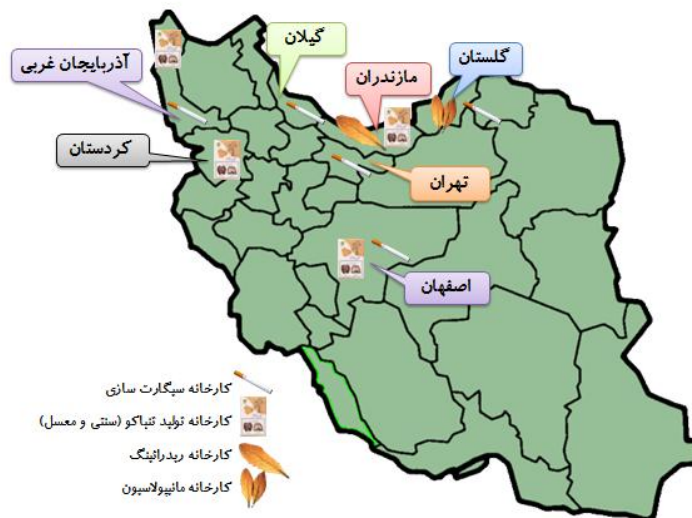 گیلان
گلستان
مازندران
آذربایجان غربی
کردستان
تهران
اصفهان
کارخانه سیگارت سازی
کارخانه تولید تنباکو (سنتی و معسل)
کارخانه ریدرائینگ
کارخانه مانیپولاسیون